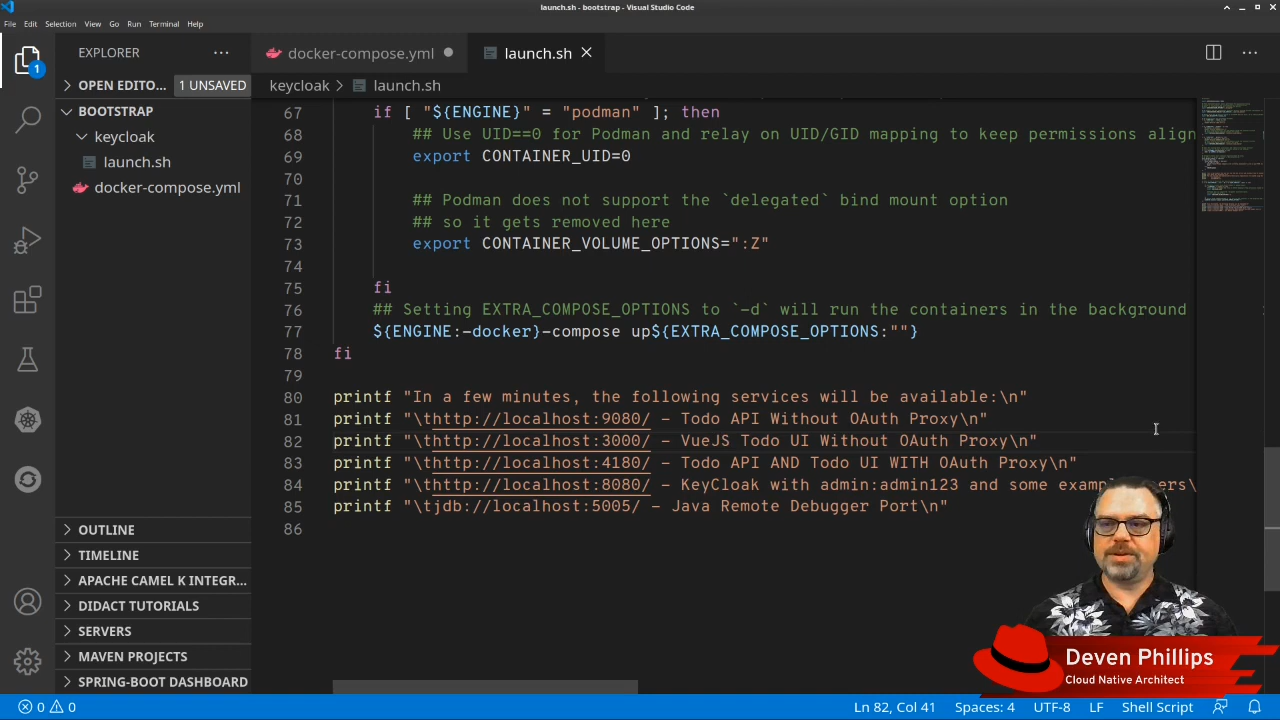 launch.sh - bootstrap - Visual Studio Code
File Edit Selection View Go Run Terminal Help
EXPLORER ···
docker-compose.yml ●
launch.sh
OPEN EDITO... 1 UNSAVED
keycloak > launch.sh
BOOTSTRAP
keycloak
launch.sh
docker-compose.yml
1
67 if [ "${ENGINE}" = "podman" ]; then
68 ## Use UID==0 for Podman and relay on UID/GID mapping to keep permissions align
69 export CONTAINER_UID=0
70
71 ## Podman does not support the `delegated` bind mount option
72 ## so it gets removed here
73 export CONTAINER_VOLUME_OPTIONS=":Z"
74
75 fi
76 ## Setting EXTRA_COMPOSE_OPTIONS to `-d` will run the containers in the background
77 ${ENGINE:-docker}-compose up${EXTRA_COMPOSE_OPTIONS:""}
78 fi
79
80 printf "In a few minutes, the following services will be available:\n"
81 printf "\thttp://localhost:9080/ - Todo API Without OAuth Proxy\n"
82 printf "\thttp://localhost:3000/ - VueJS Todo UI Without OAuth Proxy\n"
83 printf "\thttp://localhost:4180/ - Todo API AND Todo UI WITH OAuth Proxy\n"
84 printf "\thttp://localhost:8080/ - KeyCloak with admin:admin123 and some example
85 printf "\tjdb://localhost:5005/ - Java Remote Debugger Port\n"
86
OUTLINE
TIMELINE
APACHE CAMEL K INTEGR...
DIDACT TUTORIALS
SERVERS
MAVEN PROJECTS
SPRING-BOOT DASHBOARD
Deven Phillips
Cloud Native Architect
0 0
Ln 82, Col 41 Spaces: 4 UTF-8 LF Shell Script